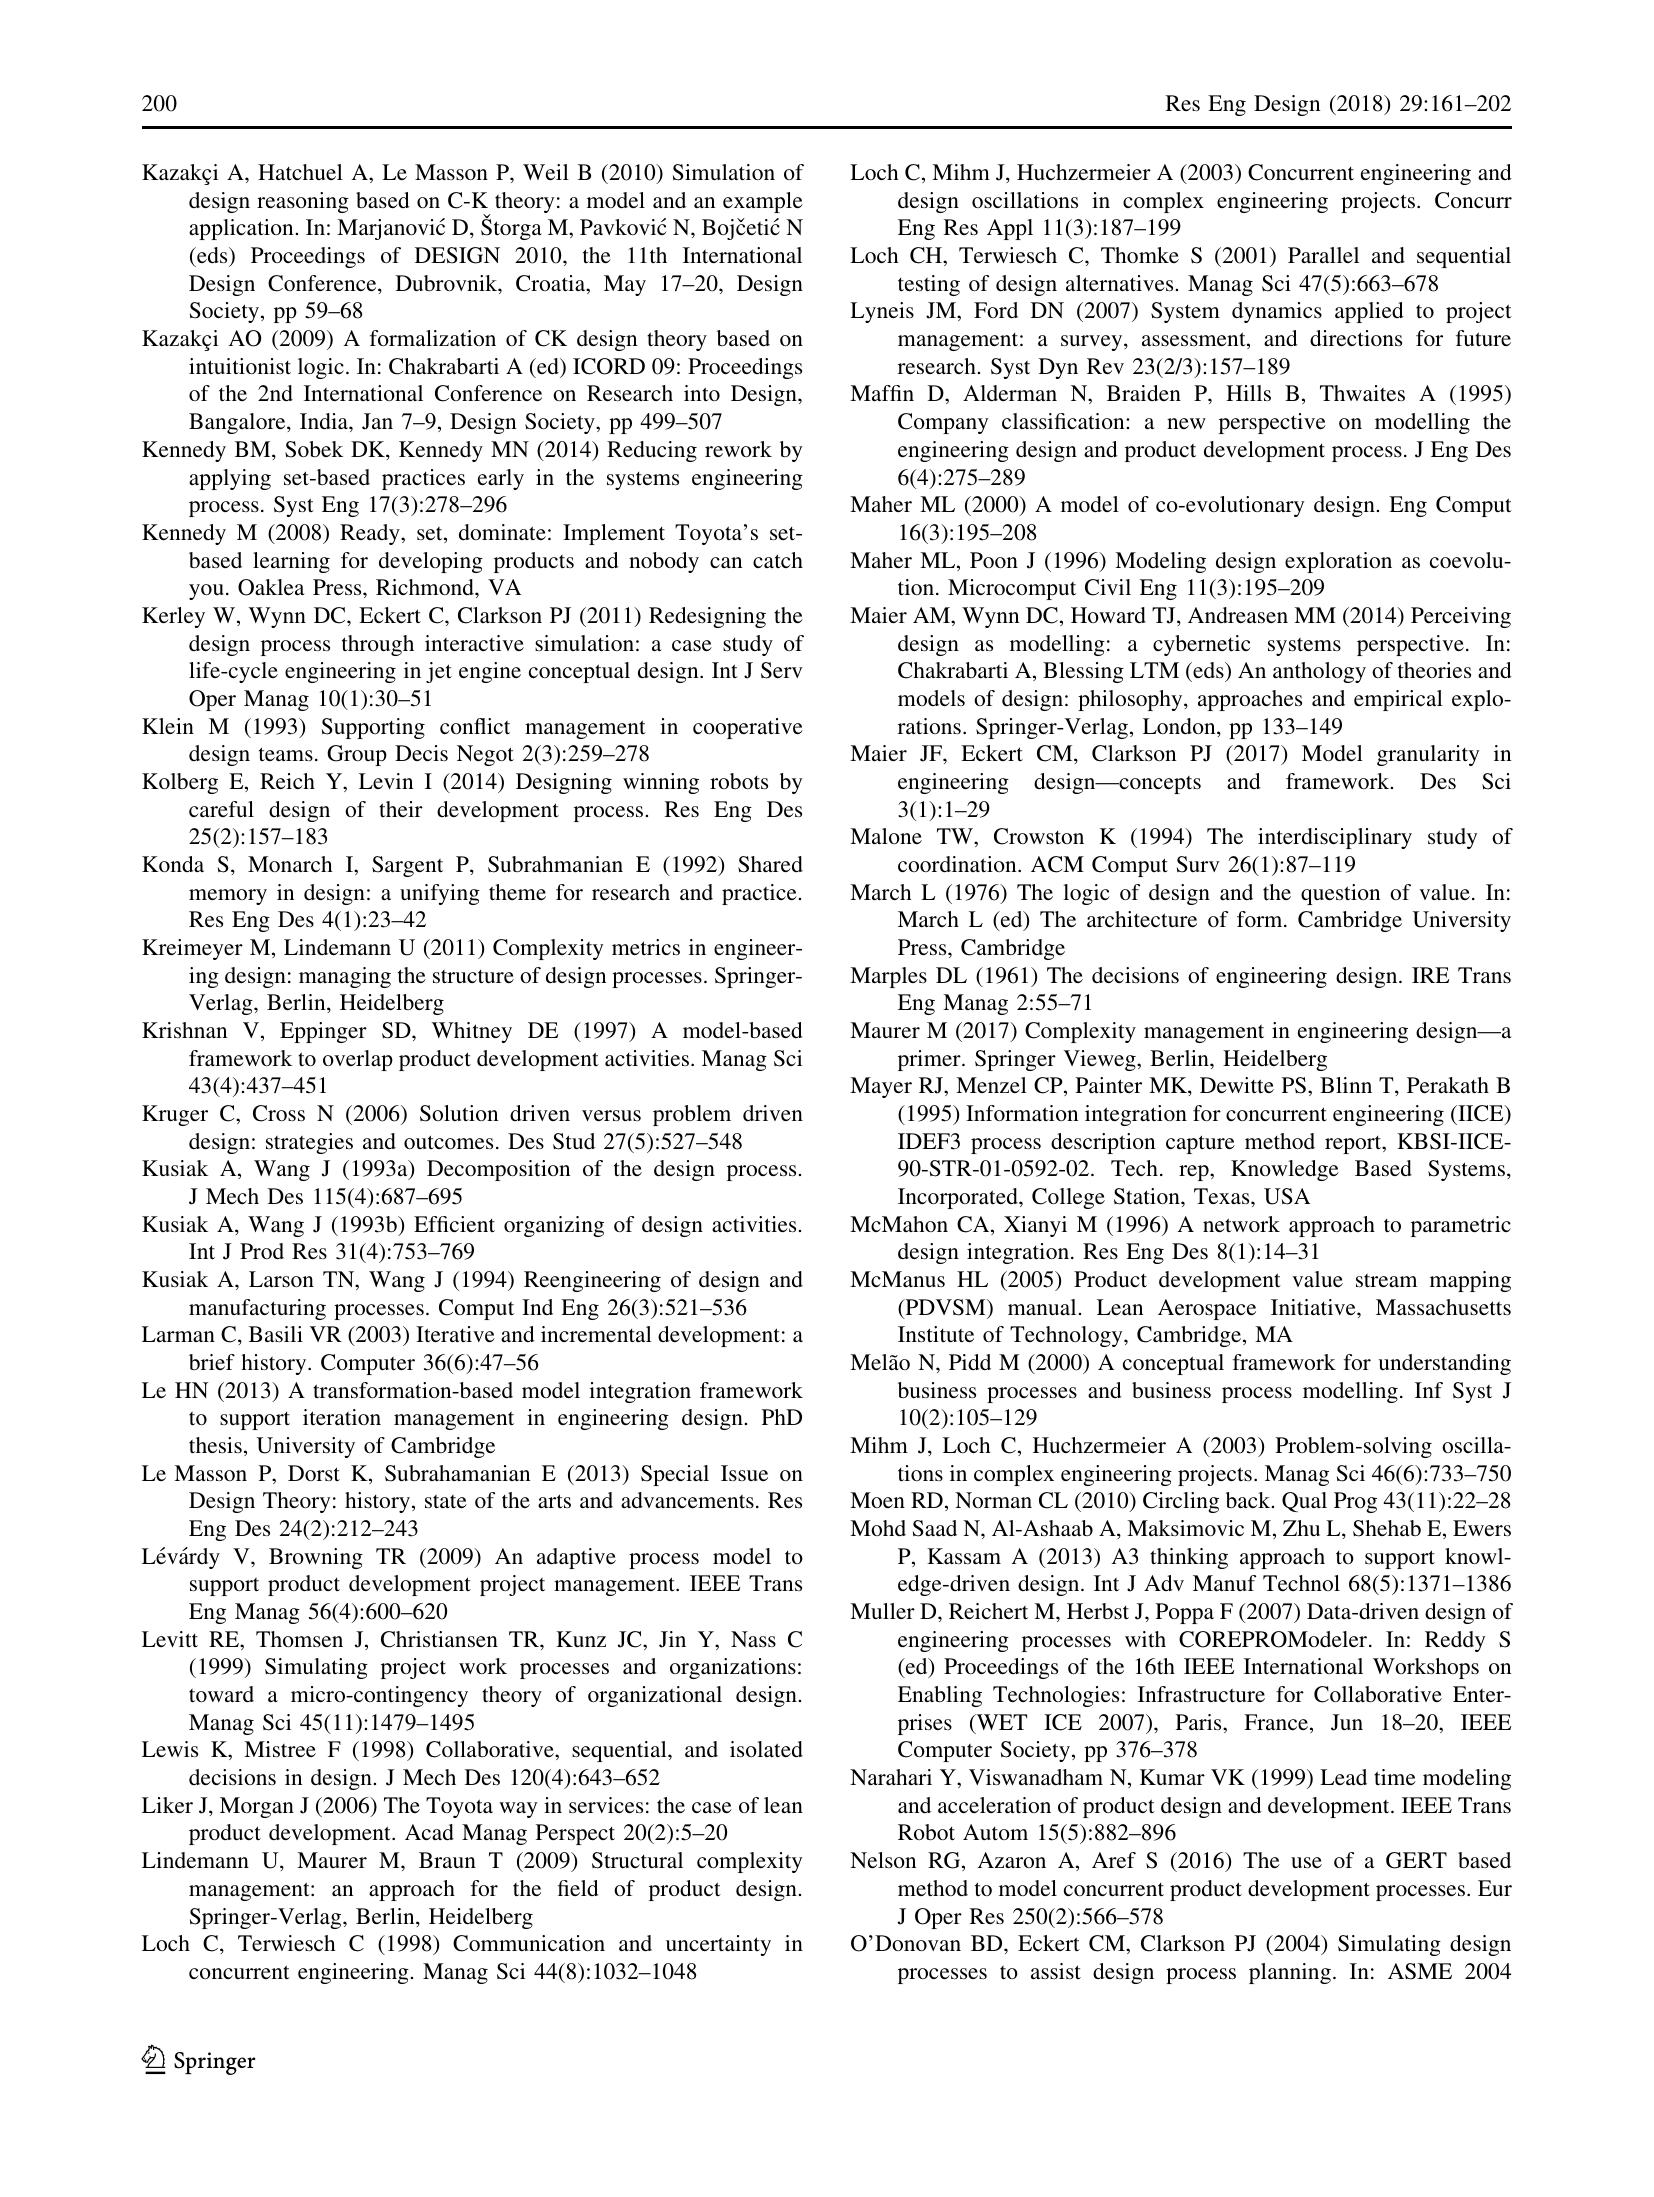 200
Res Eng Design (2018) 29:161–202
Kazakçi A, Hatchuel A, Le Masson P, Weil B (2010) Simulation of
design reasoning based on C-K theory: a model and an example
application. In: Marjanović D, Štorga M, Pavković N, Bojčetić N
(eds) Proceedings of DESIGN 2010, the 11th International
Design Conference, Dubrovnik, Croatia, May 17–20, Design
Society, pp 59–68
Kazakçi AO (2009) A formalization of CK design theory based on
intuitionist logic. In: Chakrabarti A (ed) ICORD 09: Proceedings
of the 2nd International Conference on Research into Design,
Bangalore, India, Jan 7–9, Design Society, pp 499–507
Kennedy BM, Sobek DK, Kennedy MN (2014) Reducing rework by
applying set-based practices early in the systems engineering
process. Syst Eng 17(3):278–296
Kennedy M (2008) Ready, set, dominate: Implement Toyota's set-
based learning for developing products and nobody can catch
you. Oaklea Press, Richmond, VA
Kerley W, Wynn DC, Eckert C, Clarkson PJ (2011) Redesigning the
design process through interactive simulation: a case study of
life-cycle engineering in jet engine conceptual design. Int J Serv
Oper Manag 10(1):30–51
Klein M (1993) Supporting conflict management in cooperative
design teams. Group Decis Negot 2(3):259–278
Kolberg E, Reich Y, Levin I (2014) Designing winning robots by
careful design of their development process. Res Eng Des
25(2):157–183
Konda S, Monarch I, Sargent P, Subrahmanian E (1992) Shared
memory in design: a unifying theme for research and practice.
Res Eng Des 4(1):23–42
Kreimeyer M, Lindemann U (2011) Complexity metrics in engineer-
ing design: managing the structure of design processes. Springer-
Verlag, Berlin, Heidelberg
Krishnan V, Eppinger SD, Whitney DE (1997) A model-based
framework to overlap product development activities. Manag Sci
43(4):437–451
Kruger C, Cross N (2006) Solution driven versus problem driven
design: strategies and outcomes. Des Stud 27(5):527–548
Kusiak A, Wang J (1993a) Decomposition of the design process.
J Mech Des 115(4):687–695
Kusiak A, Wang J (1993b) Efficient organizing of design activities.
Int J Prod Res 31(4):753–769
Kusiak A, Larson TN, Wang J (1994) Reengineering of design and
manufacturing processes. Comput Ind Eng 26(3):521–536
Larman C, Basili VR (2003) Iterative and incremental development: a
brief history. Computer 36(6):47–56
Le HN (2013) A transformation-based model integration framework
to support iteration management in engineering design. PhD
thesis, University of Cambridge
Le Masson P, Dorst K, Subrahamanian E (2013) Special Issue on
Design Theory: history, state of the arts and advancements. Res
Eng Des 24(2):212–243
Lévárdy V, Browning TR (2009) An adaptive process model to
support product development project management. IEEE Trans
Eng Manag 56(4):600–620
Levitt RE, Thomsen J, Christiansen TR, Kunz JC, Jin Y, Nass C
(1999) Simulating project work processes and organizations:
toward a micro-contingency theory of organizational design.
Manag Sci 45(11):1479–1495
Lewis K, Mistree F (1998) Collaborative, sequential, and isolated
decisions in design. J Mech Des 120(4):643–652
Liker J, Morgan J (2006) The Toyota way in services: the case of lean
product development. Acad Manag Perspect 20(2):5–20
Lindemann U, Maurer M, Braun T (2009) Structural complexity
management: an approach for the field of product design.
Springer-Verlag, Berlin, Heidelberg
Loch C, Terwiesch C (1998) Communication and uncertainty in
concurrent engineering. Manag Sci 44(8):1032–1048
Loch C, Mihm J, Huchzermeier A (2003) Concurrent engineering and
design oscillations in complex engineering projects. Concurr
Eng Res Appl 11(3):187–199
Loch CH, Terwiesch C, Thomke S (2001) Parallel and sequential
testing of design alternatives. Manag Sci 47(5):663–678
Lyneis JM, Ford DN (2007) System dynamics applied to project
management: a survey, assessment, and directions for future
research. Syst Dyn Rev 23(2/3):157–189
Maffin D, Alderman N, Braiden P, Hills B, Thwaites A (1995)
Company classification: a new perspective on modelling the
engineering design and product development process. J Eng Des
6(4):275–289
Maher ML (2000) A model of co-evolutionary design. Eng Comput
16(3):195–208
Maher ML, Poon J (1996) Modeling design exploration as coevolu-
tion. Microcomput Civil Eng 11(3):195–209
Maier AM, Wynn DC, Howard TJ, Andreasen MM (2014) Perceiving
design as modelling: a cybernetic systems perspective. In:
Chakrabarti A, Blessing LTM (eds) An anthology of theories and
models of design: philosophy, approaches and empirical explo-
rations. Springer-Verlag, London, pp 133–149
Maier JF, Eckert CM, Clarkson PJ (2017) Model granularity in
engineering design—concepts and framework. Des Sci
3(1):1–29
Malone TW, Crowston K (1994) The interdisciplinary study of
coordination. ACM Comput Surv 26(1):87–119
March L (1976) The logic of design and the question of value. In:
March L (ed) The architecture of form. Cambridge University
Press, Cambridge
Marples DL (1961) The decisions of engineering design. IRE Trans
Eng Manag 2:55–71
Maurer M (2017) Complexity management in engineering design—a
primer. Springer Vieweg, Berlin, Heidelberg
Mayer RJ, Menzel CP, Painter MK, Dewitte PS, Blinn T, Perakath B
(1995) Information integration for concurrent engineering (IICE)
IDEF3 process description capture method report, KBSI-IICE-
90-STR-01-0592-02. Tech. rep, Knowledge Based Systems,
Incorporated, College Station, Texas, USA
McMahon CA, Xianyi M (1996) A network approach to parametric
design integration. Res Eng Des 8(1):14–31
McManus HL (2005) Product development value stream mapping
(PDVSM) manual. Lean Aerospace Initiative, Massachusetts
Institute of Technology, Cambridge, MA
Melão N, Pidd M (2000) A conceptual framework for understanding
business processes and business process modelling. Inf Syst J
10(2):105–129
Mihm J, Loch C, Huchzermeier A (2003) Problem-solving oscilla-
tions in complex engineering projects. Manag Sci 46(6):733–750
Moen RD, Norman CL (2010) Circling back. Qual Prog 43(11):22–28
Mohd Saad N, Al-Ashaab A, Maksimovic M, Zhu L, Shehab E, Ewers
P, Kassam A (2013) A3 thinking approach to support knowl-
edge-driven design. Int J Adv Manuf Technol 68(5):1371–1386
Muller D, Reichert M, Herbst J, Poppa F (2007) Data-driven design of
engineering processes with COREPROModeler. In: Reddy S
(ed) Proceedings of the 16th IEEE International Workshops on
Enabling Technologies: Infrastructure for Collaborative Enter-
prises (WET ICE 2007), Paris, France, Jun 18–20, IEEE
Computer Society, pp 376–378
Narahari Y, Viswanadham N, Kumar VK (1999) Lead time modeling
and acceleration of product design and development. IEEE Trans
Robot Autom 15(5):882–896
Nelson RG, Azaron A, Aref S (2016) The use of a GERT based
method to model concurrent product development processes. Eur
J Oper Res 250(2):566–578
O'Donovan BD, Eckert CM, Clarkson PJ (2004) Simulating design
processes to assist design process planning. In: ASME 2004
Springer